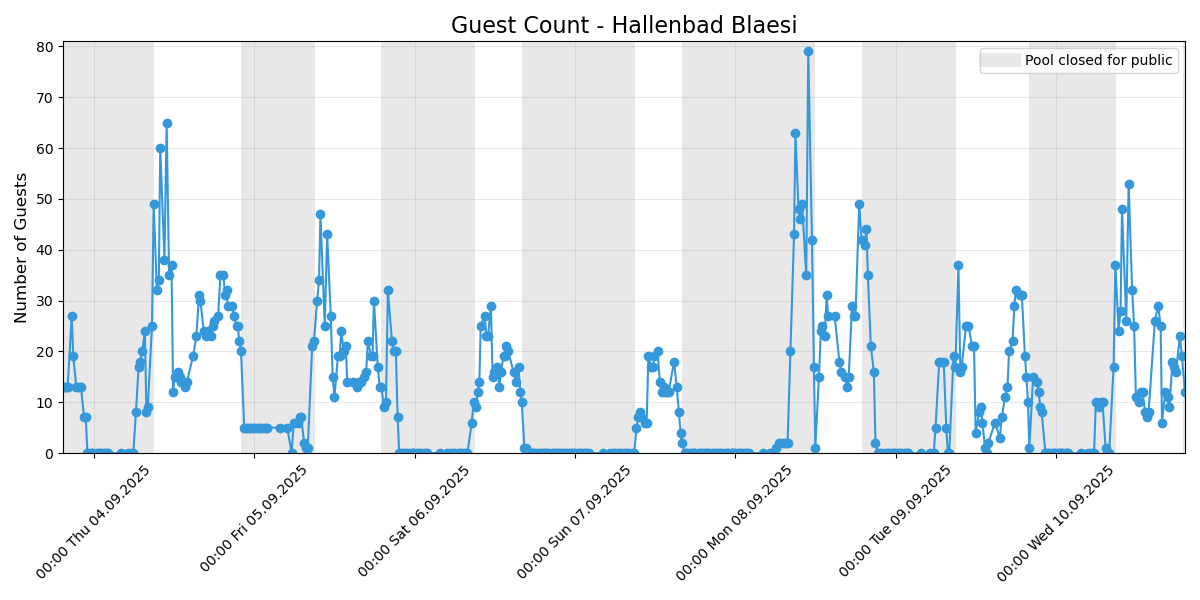 Guest Count - Hallenbad Blaesi
Pool closed for public
Number of Guests
80
70
60
50
40
30
20
10
0
00:00 Thu 04.09.2025
00:00 Fri 05.09.2025
00:00 Sat 06.09.2025
00:00 Sun 07.09.2025
00:00 Mon 08.09.2025
00:00 Tue 09.09.2025
00:00 Wed 10.09.2025